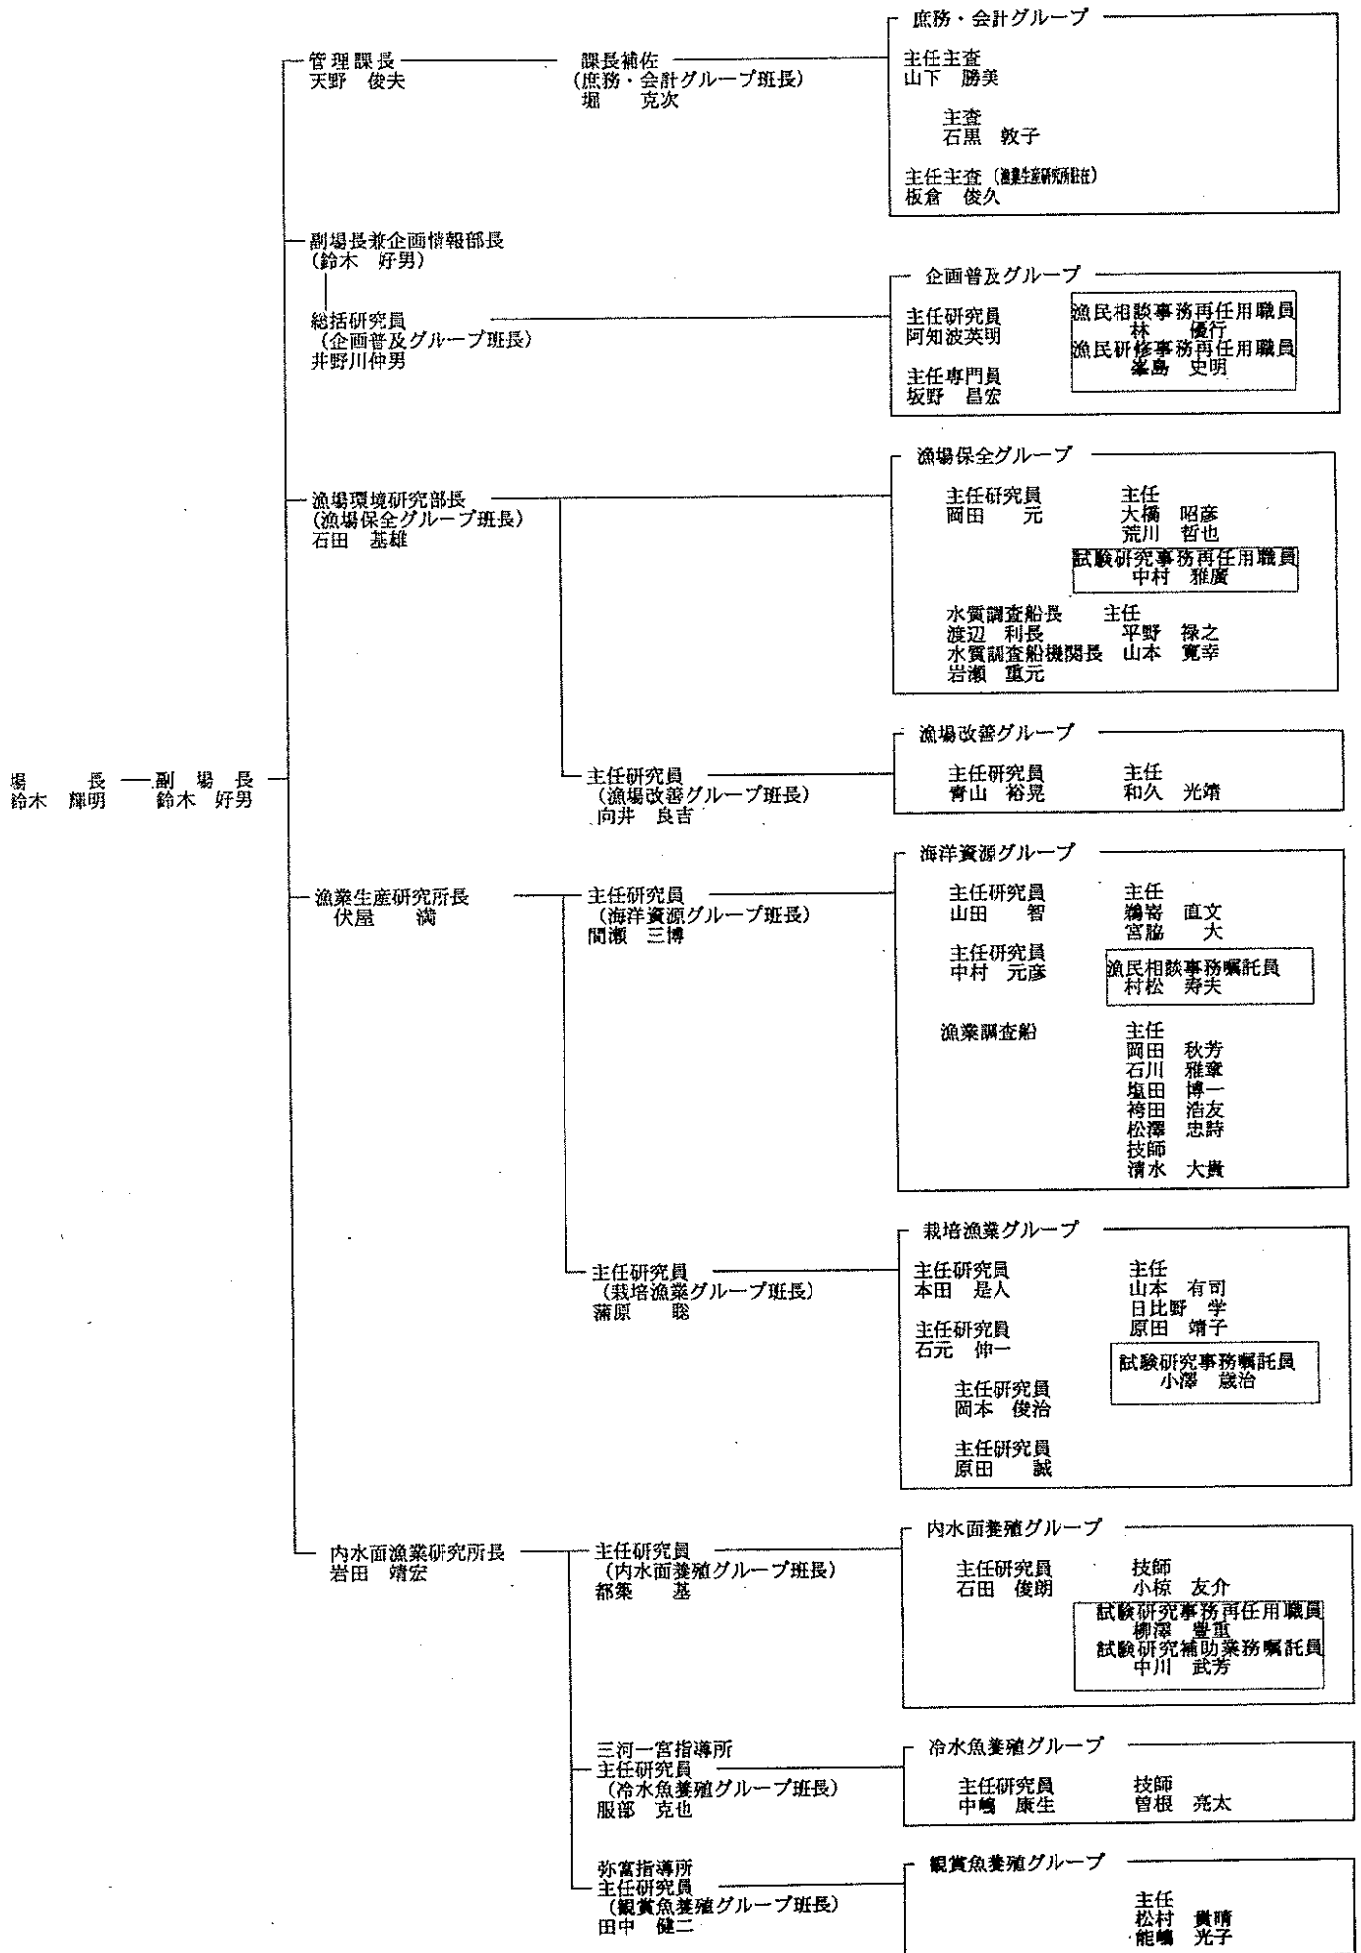 場　　　長
鈴木　輝明
副　場　長
鈴木　好男
管理課長
天野　俊夫
課長補佐
(庶務・会計グループ班長)
堀　　克次
庶務・会計グループ
主任主査
山下　勝美
主査
石黒　敦子
主任主査（漁業生産研究所駐在）
板倉　俊久
副場長兼企画情報部長
(鈴木　好男)
総括研究員
(企画普及グループ班長)
井野川仲男
企画普及グループ
主任研究員
阿知波英明
主任専門員
坂野　昌宏
漁民相談事務再任用職員
林　　優行
漁民研修事務再任用職員
峯島　史明
漁場環境研究部長
(漁場保全グループ班長)
石田　基雄
漁場保全グループ
主任研究員　　主任
岡田　　元　　大橋　昭彦
荒川　哲也
試験研究事務再任用職員
中村　雅廣
水質調査船長　　主任
渡辺　利長　　平野　禄之
水質調査船機関長　山本　寛幸
岩瀬　重元
主任研究員
(漁場改善グループ班長)
向井　良吉
漁場改善グループ
主任研究員　　主任
青山　裕晃　　和久　光靖
漁業生産研究所長
伏屋　　満
主任研究員
(海洋資源グループ班長)
間瀬　三博
海洋資源グループ
主任研究員　　主任
山田　　智　　鵜嵜　直文
宮脇　　大
主任研究員
中村　元彦
漁民相談事務嘱託員
村松　寿夫
漁業調査船　　主任
岡田　秋芳
石川　雅章
塩田　博一
袴田　浩友
松澤　忠詩
技師
清水　大貴
主任研究員
(栽培漁業グループ班長)
蒲原　　聡
栽培漁業グループ
主任研究員　　主任
本田　是人　　山本　有司
日比野　学
主任研究員　　原田　靖子
石元　伸一
試験研究事務嘱託員
小澤　歳治
主任研究員
岡本　俊治
主任研究員
原田　　誠
内水面漁業研究所長
岩田　靖宏
主任研究員
(内水面養殖グループ班長)
都築　　基
内水面養殖グループ
主任研究員　　技師
石田　俊朗　　小椋　友介
試験研究事務再任用職員
柳澤　豊重
試験研究補助業務嘱託員
中川　武芳
三河一宮指導所
主任研究員
(冷水魚養殖グループ班長)
服部　克也
冷水魚養殖グループ
主任研究員　　技師
中嶋　康生　　曽根　亮太
弥富指導所
主任研究員
(観賞魚養殖グループ班長)
田中　健二
観賞魚養殖グループ
主任
松村　貴晴
能嶋　光子